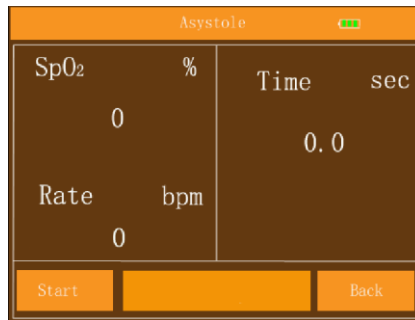 Asystole
SpO₂ %
0
Rate bpm
0
Time sec
0.0
Start
Back